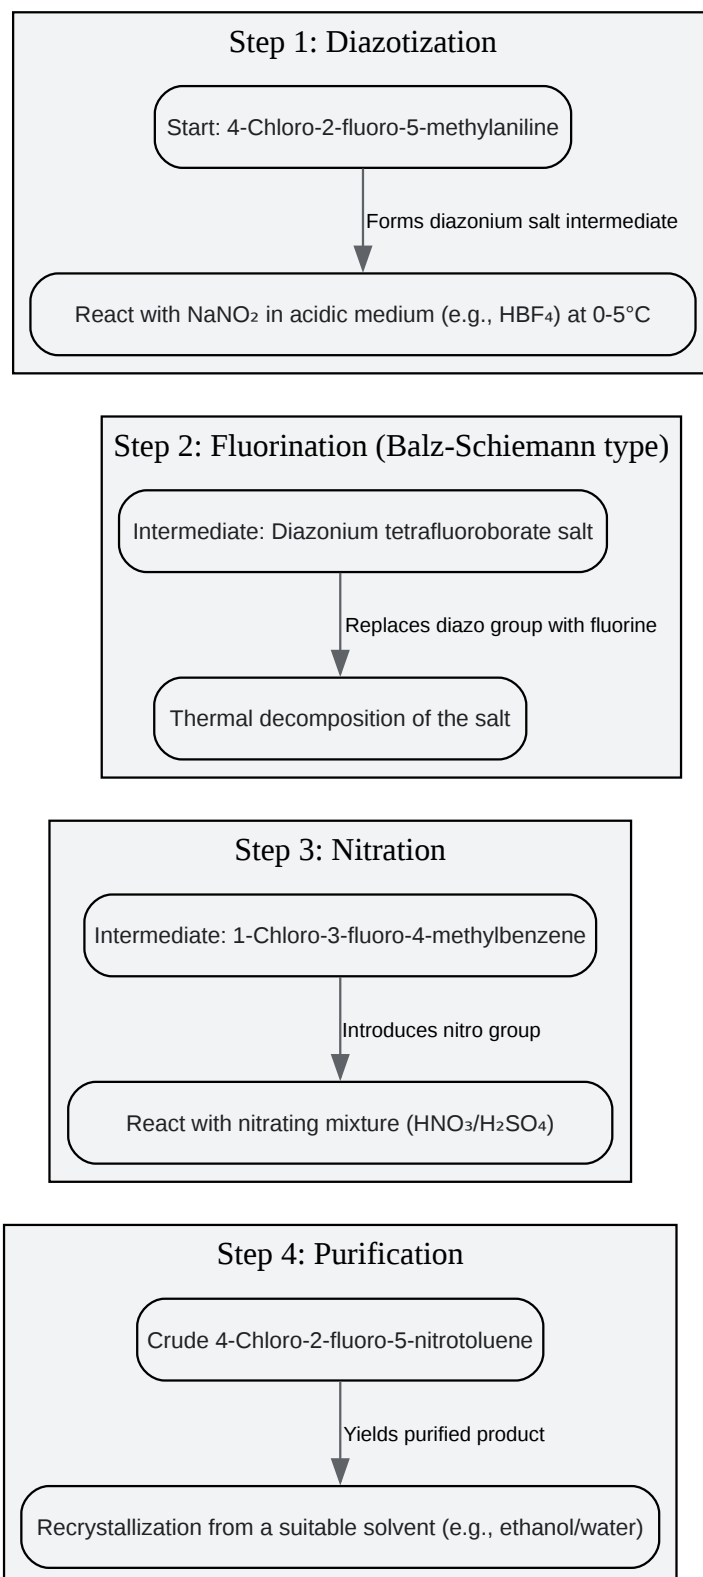 Step 1: Diazotization
Start: 4-Chloro-2-fluoro-5-methylaniline
Forms diazonium salt intermediate
React with NaNO₂ in acidic medium (e.g., HBF₄) at 0-5°C
Step 2: Fluorination (Balz-Schiemann type)
Intermediate: Diazonium tetrafluoroborate salt
Replaces diazo group with fluorine
Thermal decomposition of the salt
Step 3: Nitration
Intermediate: 1-Chloro-3-fluoro-4-methylbenzene
Introduces nitro group
React with nitrating mixture (HNO₃/H₂SO₄)
Step 4: Purification
Crude 4-Chloro-2-fluoro-5-nitrotoluene
Yields purified product
Recrystallization from a suitable solvent (e.g., ethanol/water)